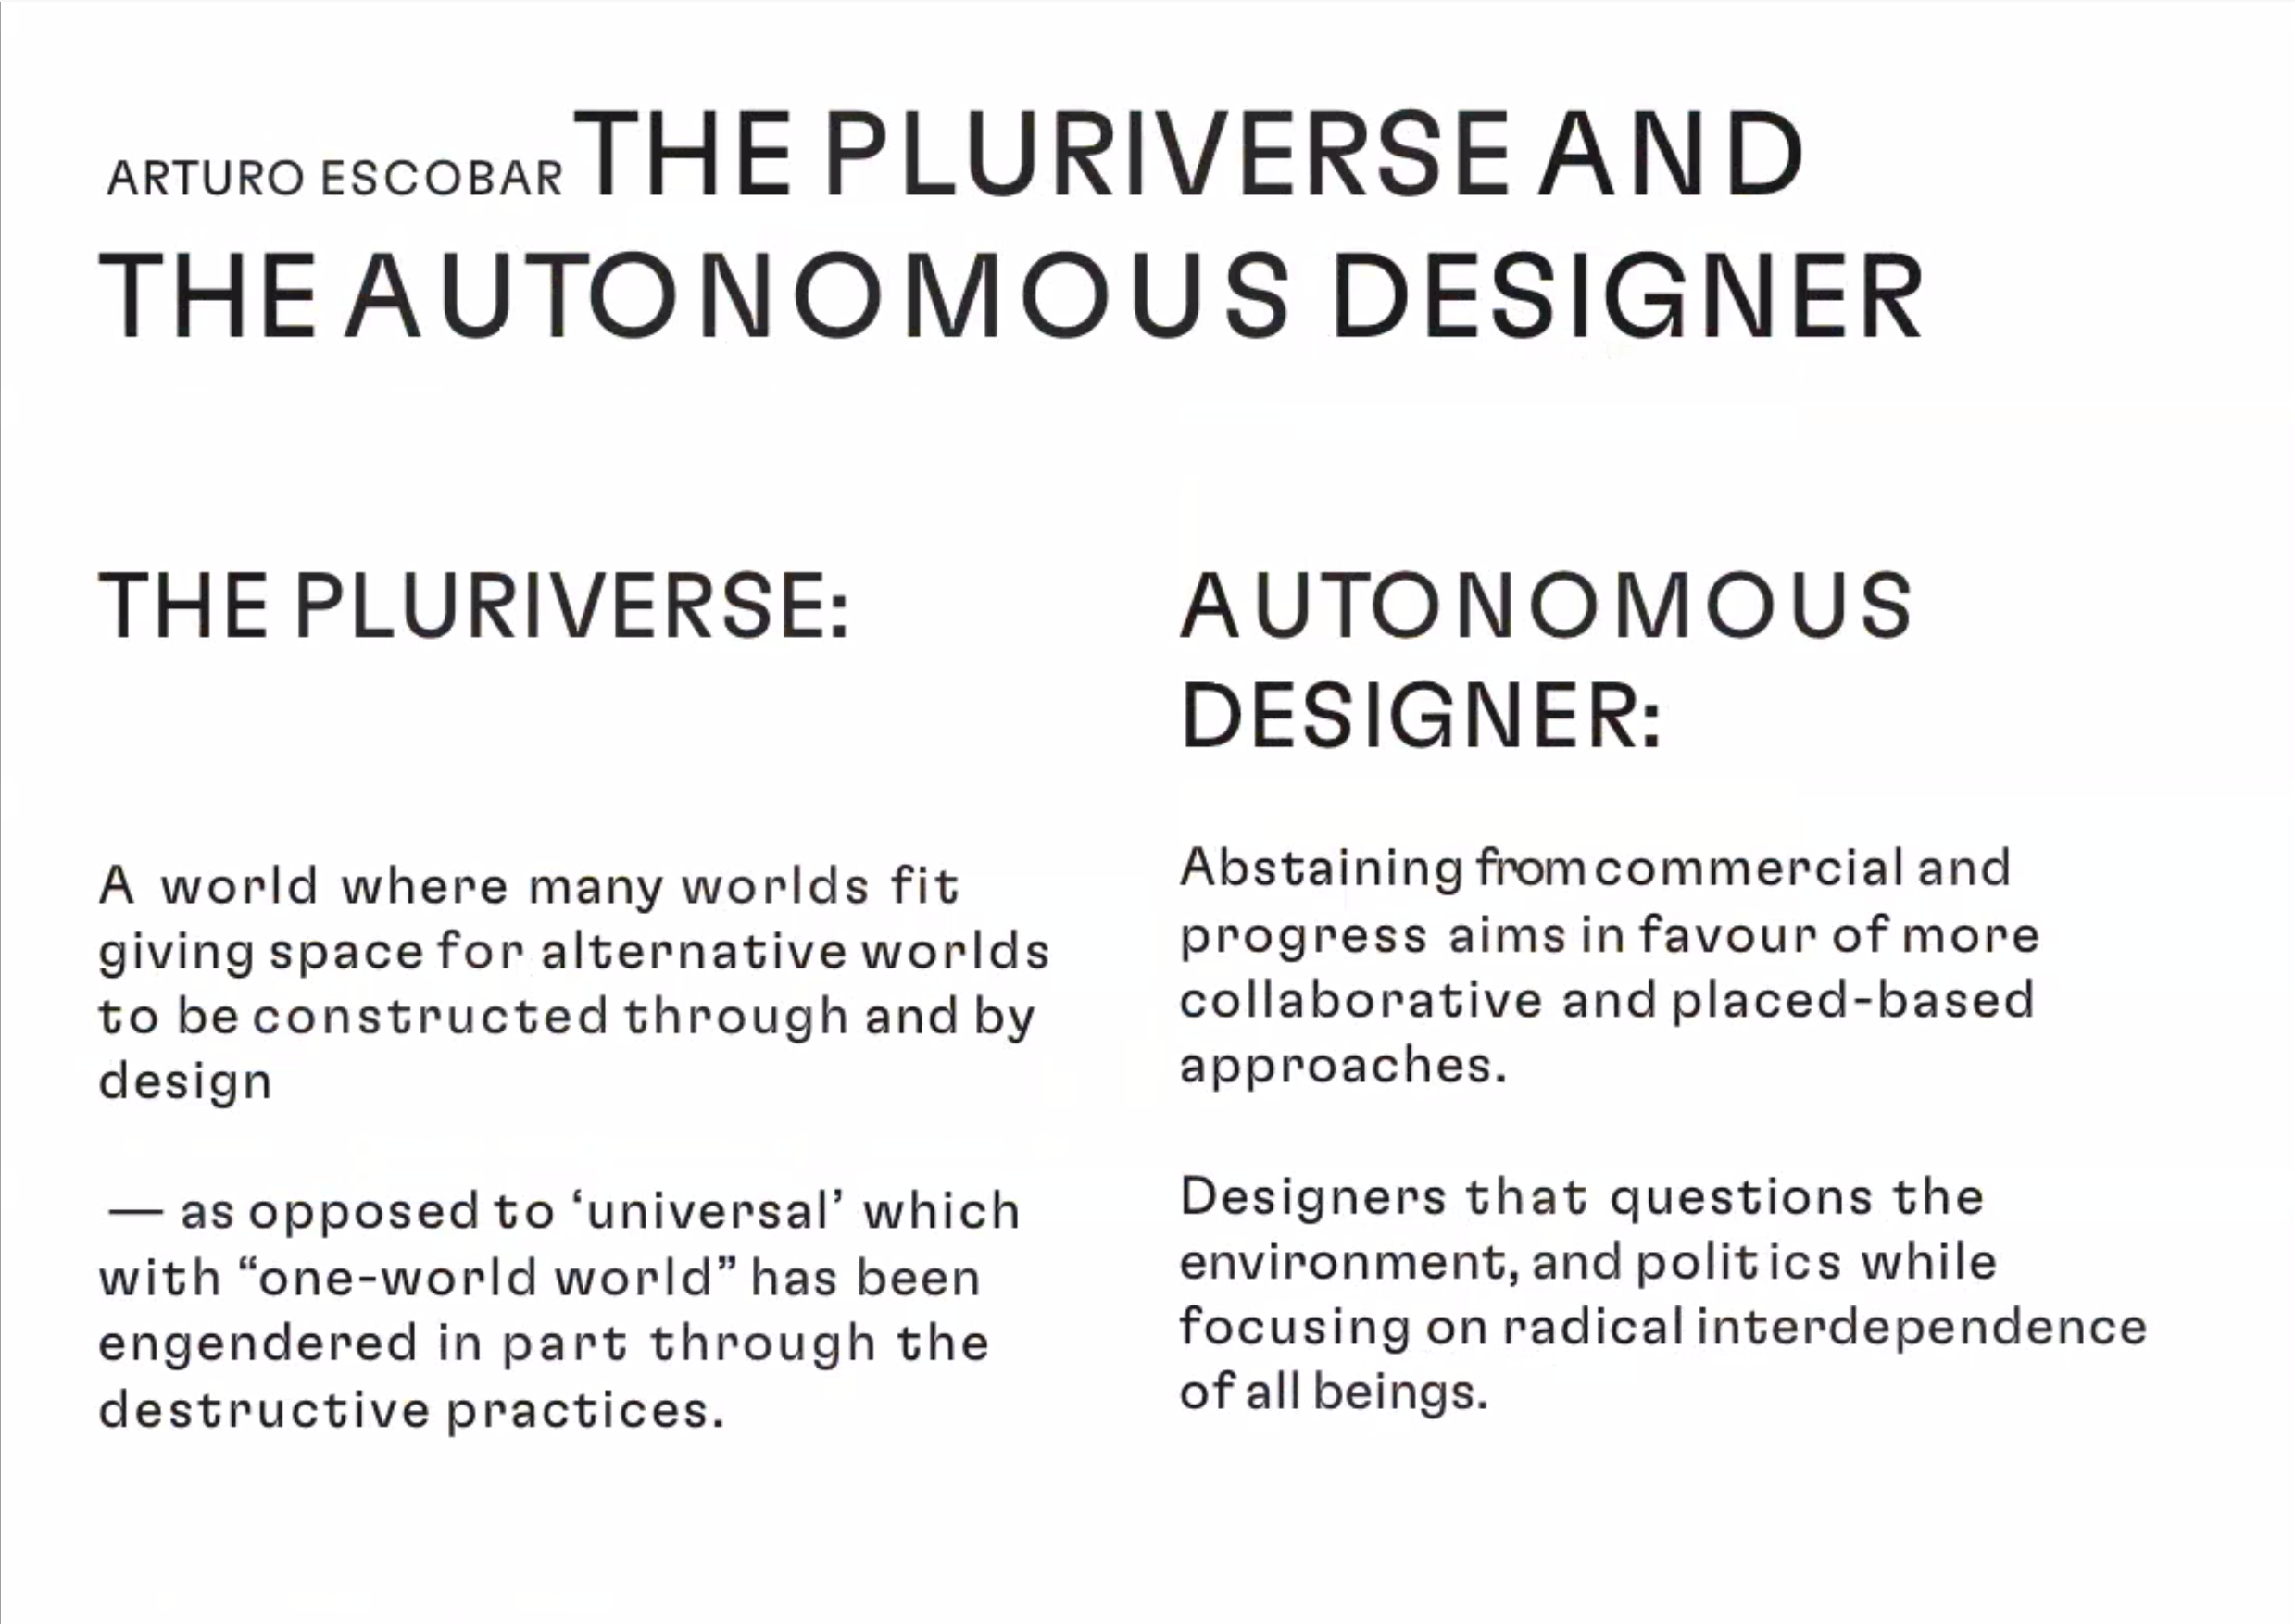 ARTURO ESCOBAR THE PLURIVERSE AND
THE AUTONOMOUS DESIGNER
THE PLURIVERSE:
A world where many worlds fit
giving space for alternative worlds
to be constructed through and by
design
— as opposed to ‘universal’ which
with “one-world world” has been
engendered in part through the
destructive practices.
AUTONOMOUS
DESIGNER:
Abstaining from commercial and
progress aims in favour of more
collaborative and placed-based
approaches.
Designers that questions the
environment, and politics while
focusing on radical interdependence
of all beings.